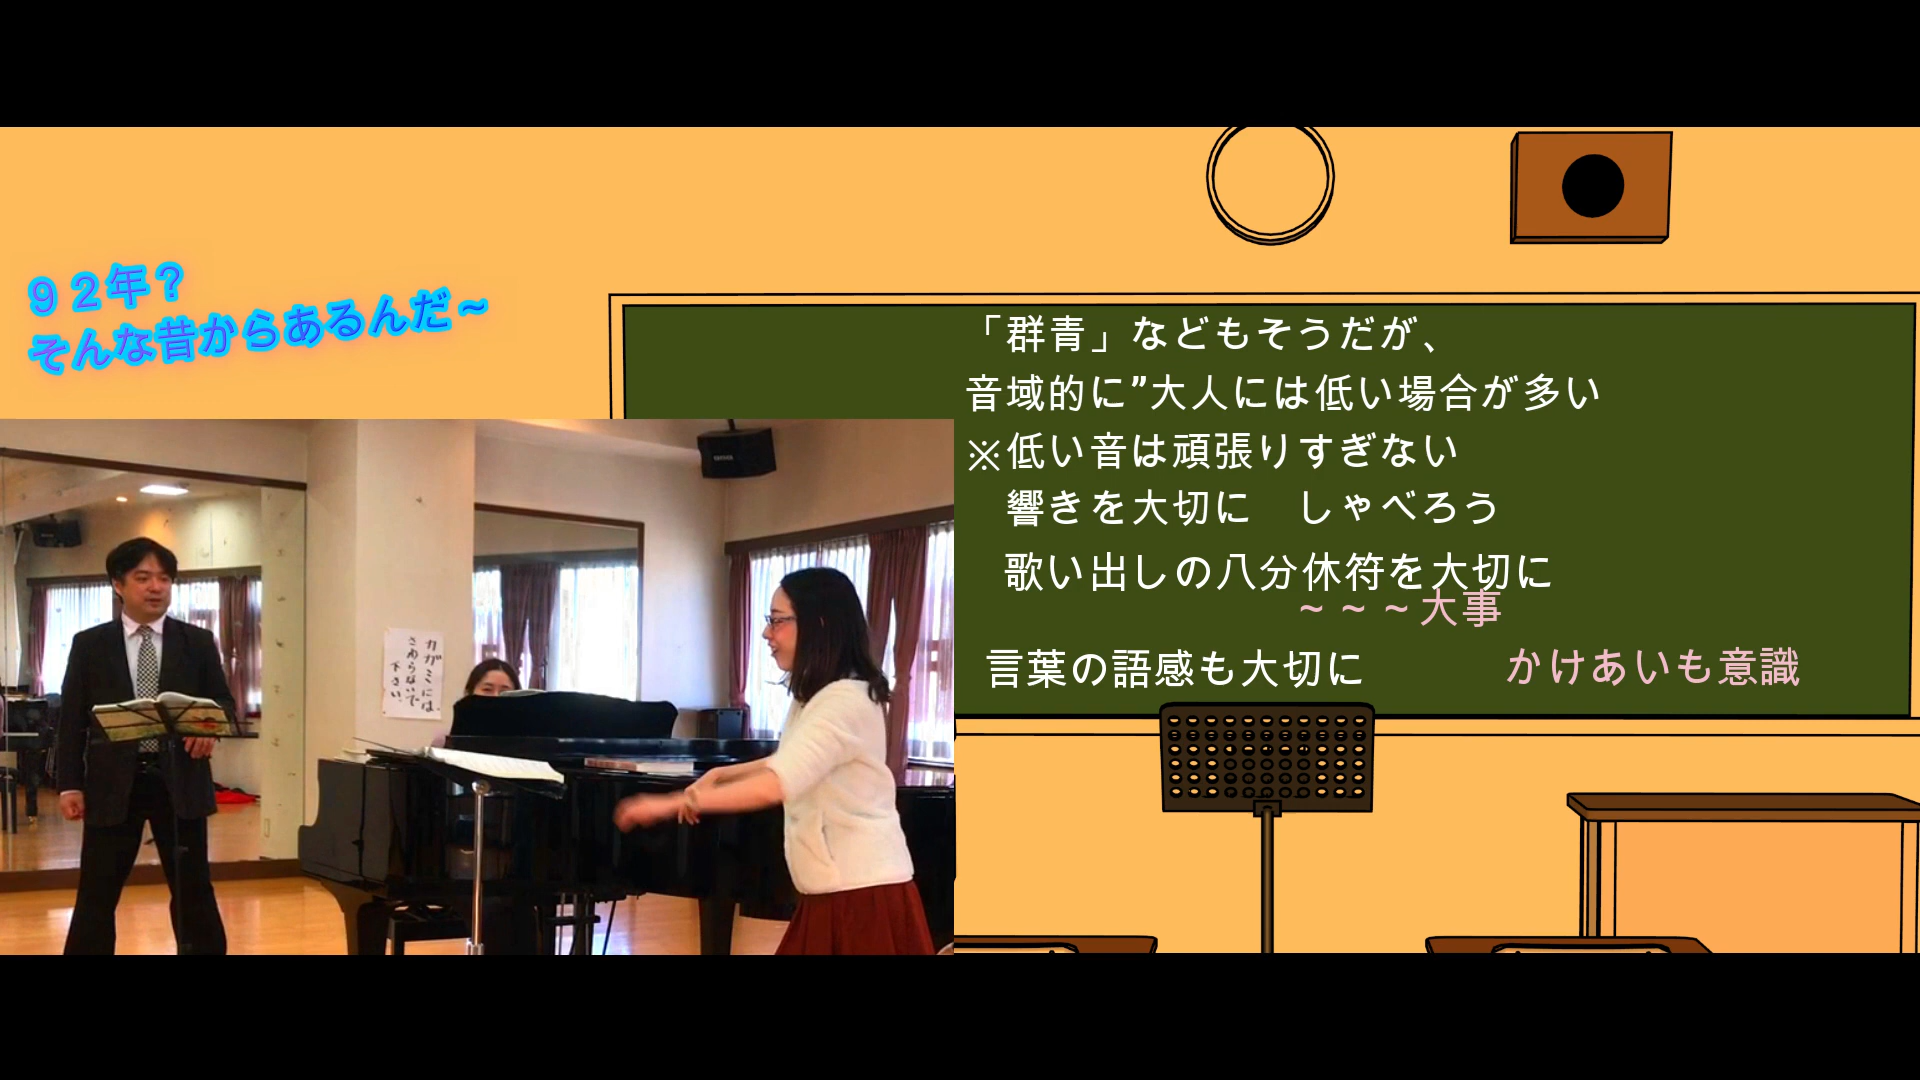 ９２年？
そんな昔からあるんだ～
「群青」などもそうだが、
音域的に”大人には低い場合が多い
※低い音は頑張りすぎない
響きを大切に　しゃべろう
歌い出しの八分休符を大切に
～～～大事
言葉の語感も大切に
かけあいも意識
カガミには、
さわらないで
下さい。